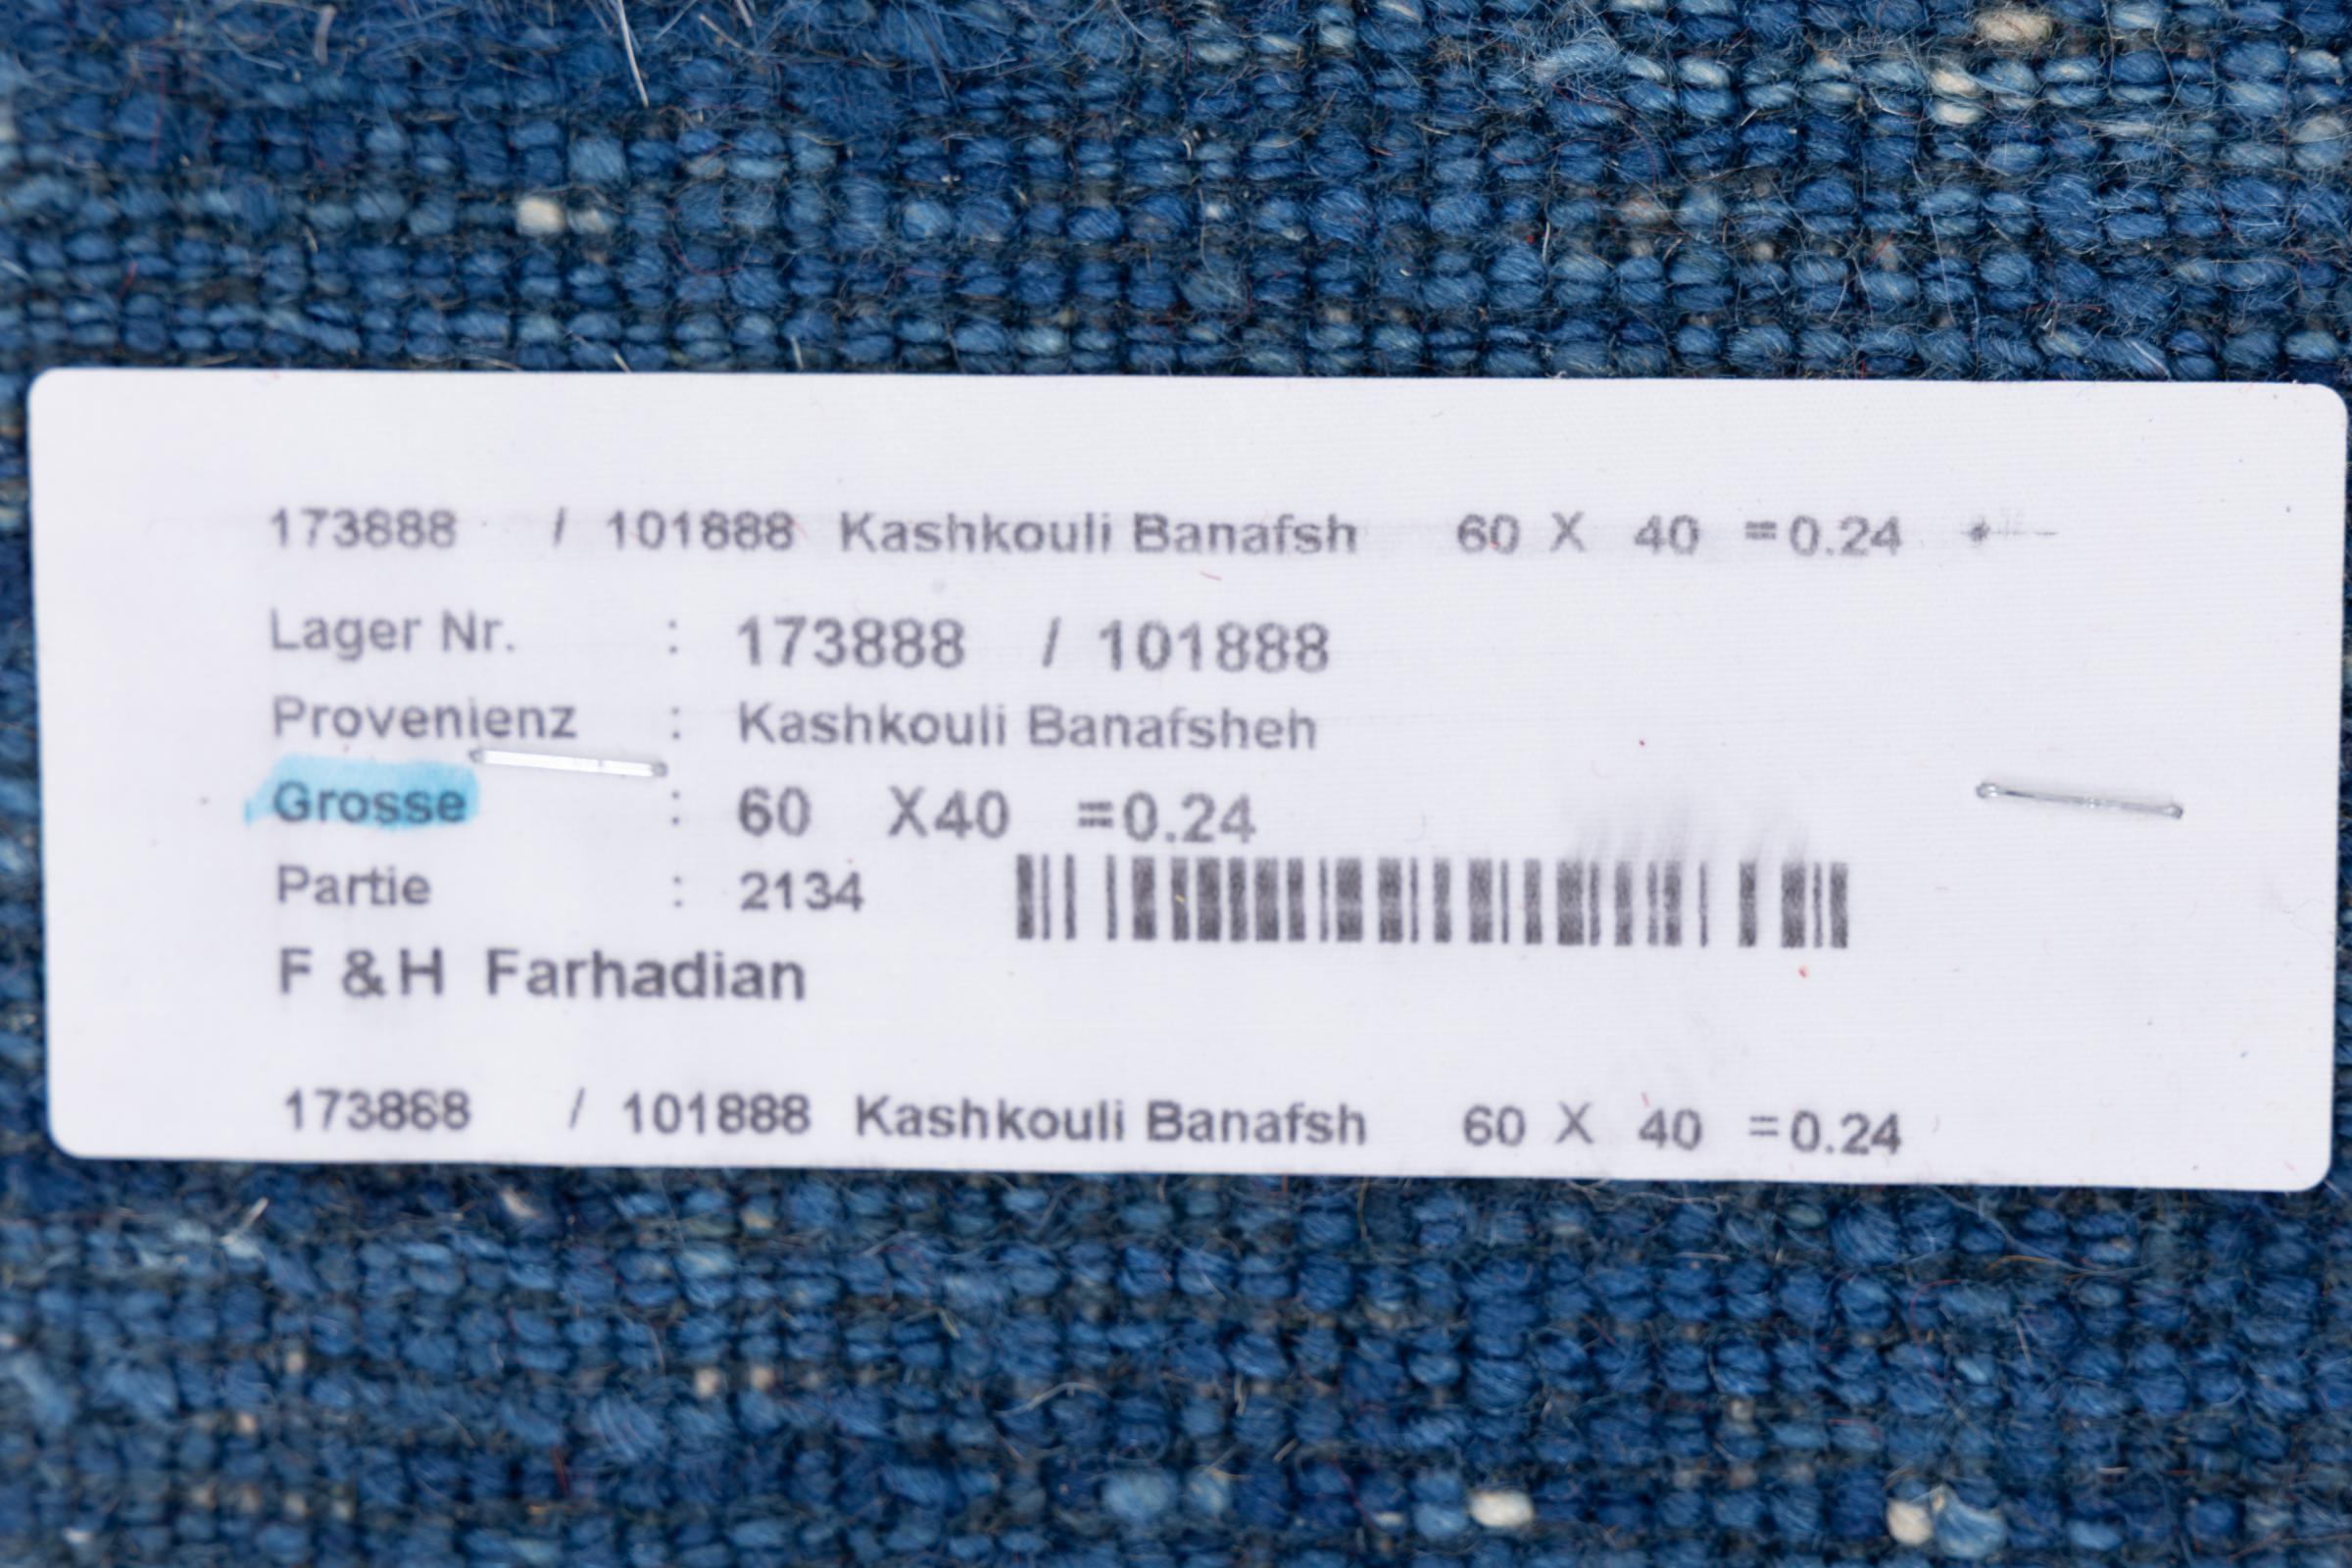 173888 / 101888 Kashkouli Banafsh 60 X 40 =0.24
Lager Nr. : 173888 / 101888
Provenienz : Kashkouli Banafsheh
Grosse : 60 X40 =0.24
Partie : 2134
F & H Farhadian
173868 / 101888 Kashkouli Banafsh 60 X 40 =0.24